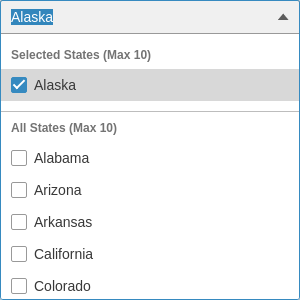 Alaska
Selected States (Max 10)
Alaska
All States (Max 10)
Alabama
Arizona
Arkansas
California
Colorado